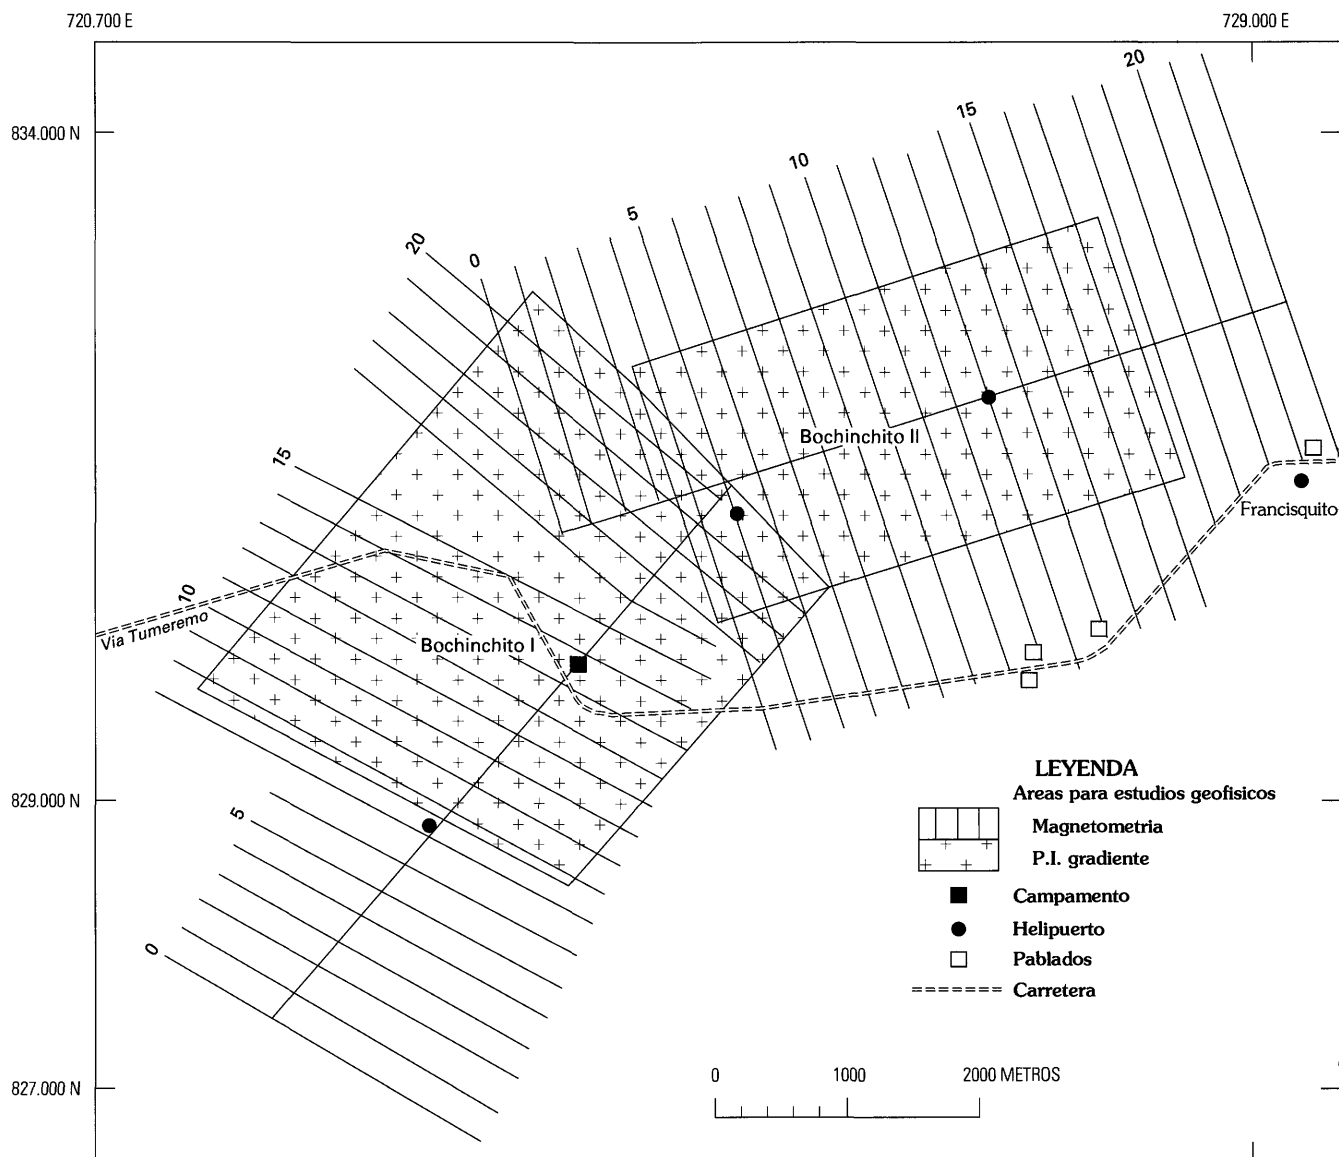 720.700 E
729.000 E
834.000 N
20
15
10
5
20
0
15
Bochinchito II
Francisquito
10
Via Tumeremo
Bochinchito I
829.000 N
5
0
827.000 N
LEYENDA
Areas para estudios geofisicos
Magnetometria
P.I. gradiente
Campamento
Helipuerto
Pablados
Carretera
0 1000 2000 METROS